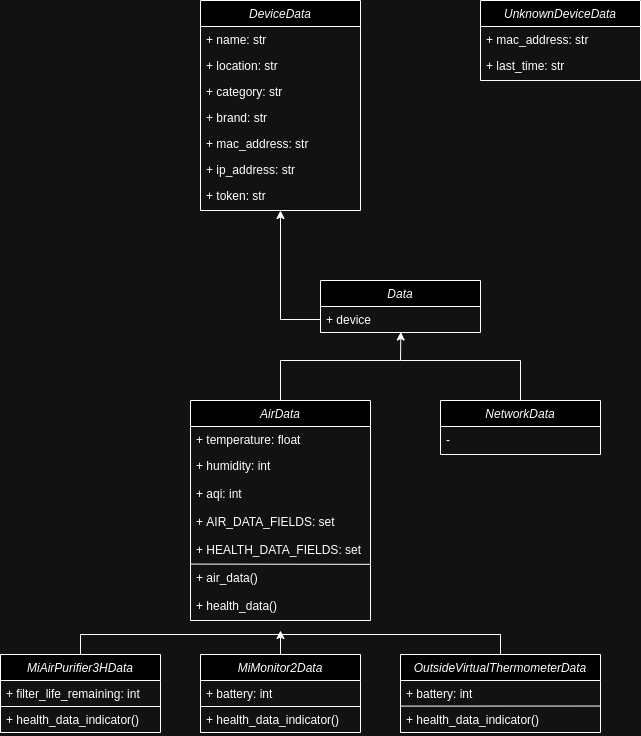 DeviceData
+ name: str
+ location: str
+ category: str
+ brand: str
+ mac_address: str
+ ip_address: str
+ token: str
UnknownDeviceData
+ mac_address: str
+ last_time: str
Data
+ device
AirData
+ temperature: float
+ humidity: int
+ aqi: int
+ AIR_DATA_FIELDS: set
+ HEALTH_DATA_FIELDS: set
+ air_data()
+ health_data()
NetworkData
-
MiAirPurifier3HData
+ filter_life_remaining: int
+ health_data_indicator()
MiMonitor2Data
+ battery: int
+ health_data_indicator()
OutsideVirtualThermometerData
+ battery: int
+ health_data_indicator()